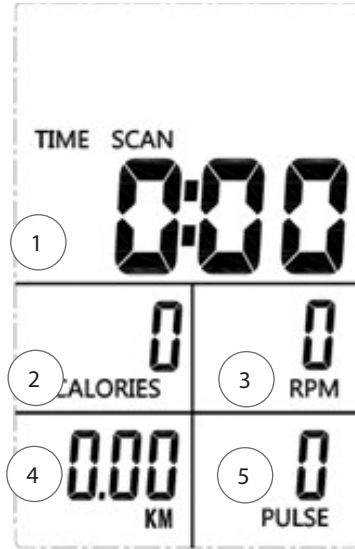 TIME SCAN
0:00
1
0 0
2 CALORIES 3 RPM
0.00 0
4 5
KM PULSE